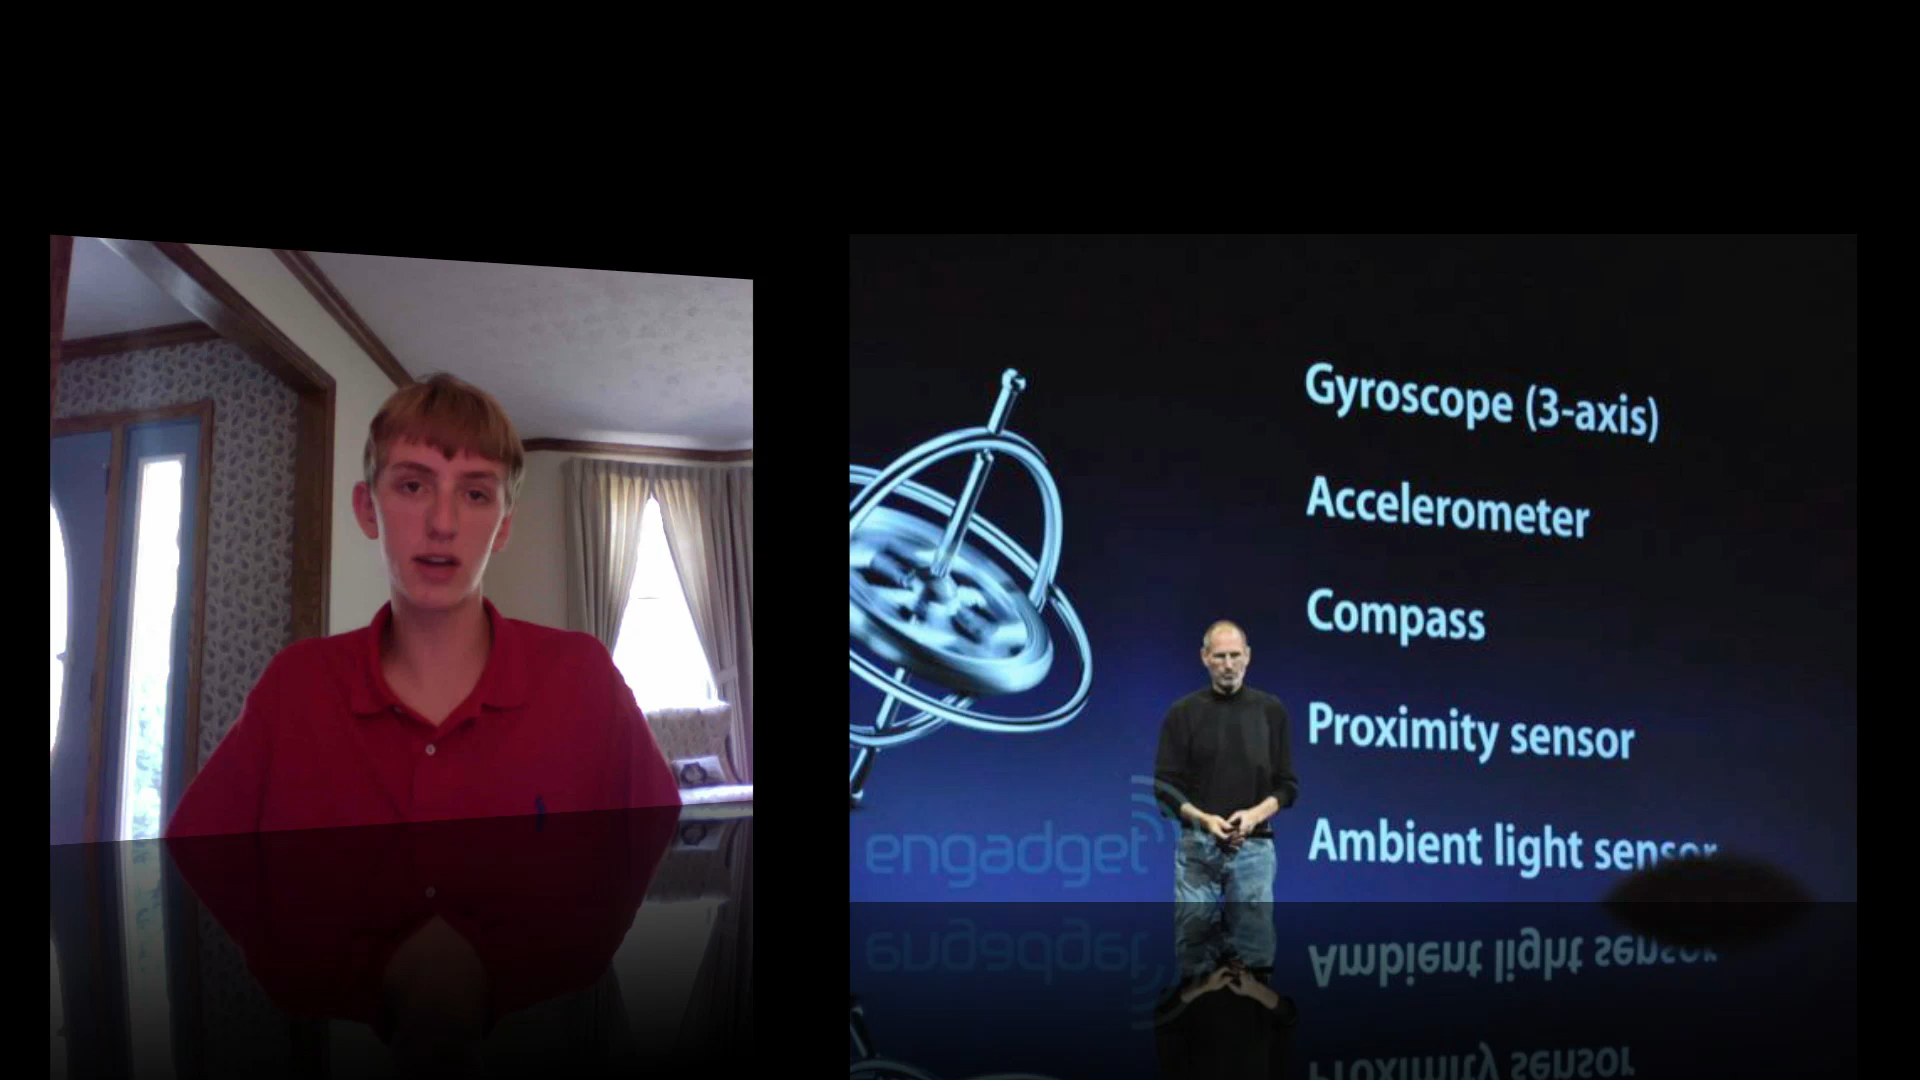 Gyroscope (3-axis)
Accelerometer
Compass
Proximity sensor
Ambient light sensor
engadget